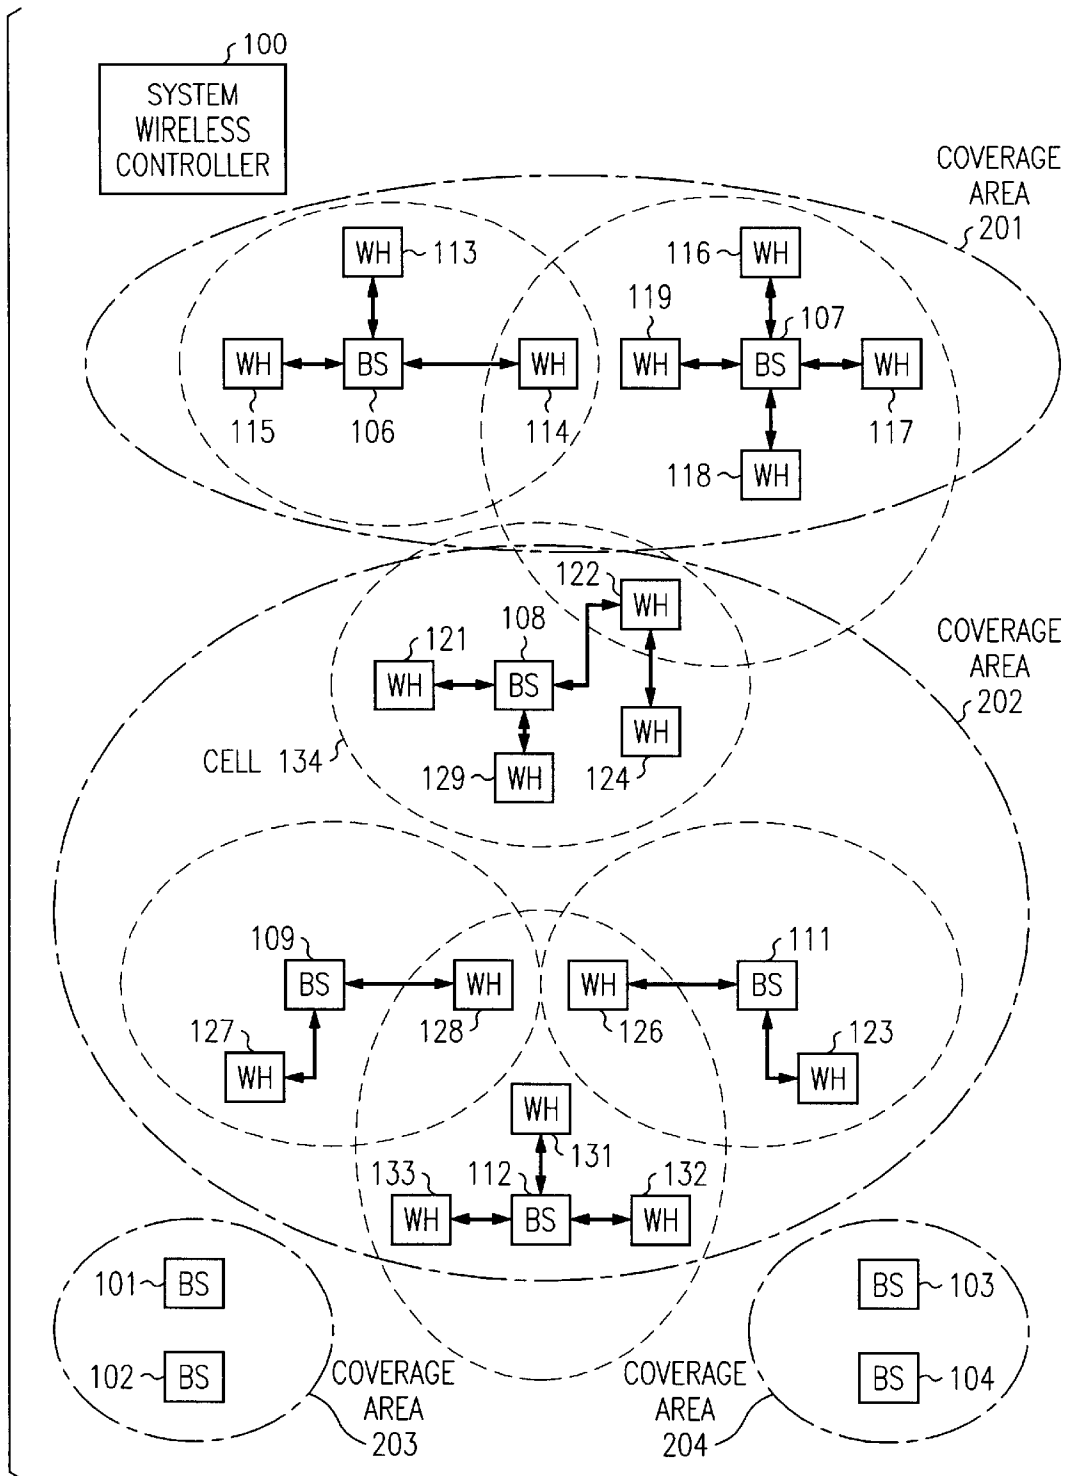 100
SYSTEM
WIRELESS
CONTROLLER
COVERAGE
AREA
201
WH 113
116 WH
119
107
WH BS WH
WH BS WH
115 106 114
117
118 WH
122 WH
COVERAGE
AREA
202
121
108
WH BS
WH
CELL 134
129 WH
124
109
111
BS WH
WH BS
128
126
127
WH
123
WH
WH
131
133 112 132
WH BS WH
101 BS
BS 103
102 BS
BS 104
COVERAGE
AREA
203
COVERAGE
AREA
204